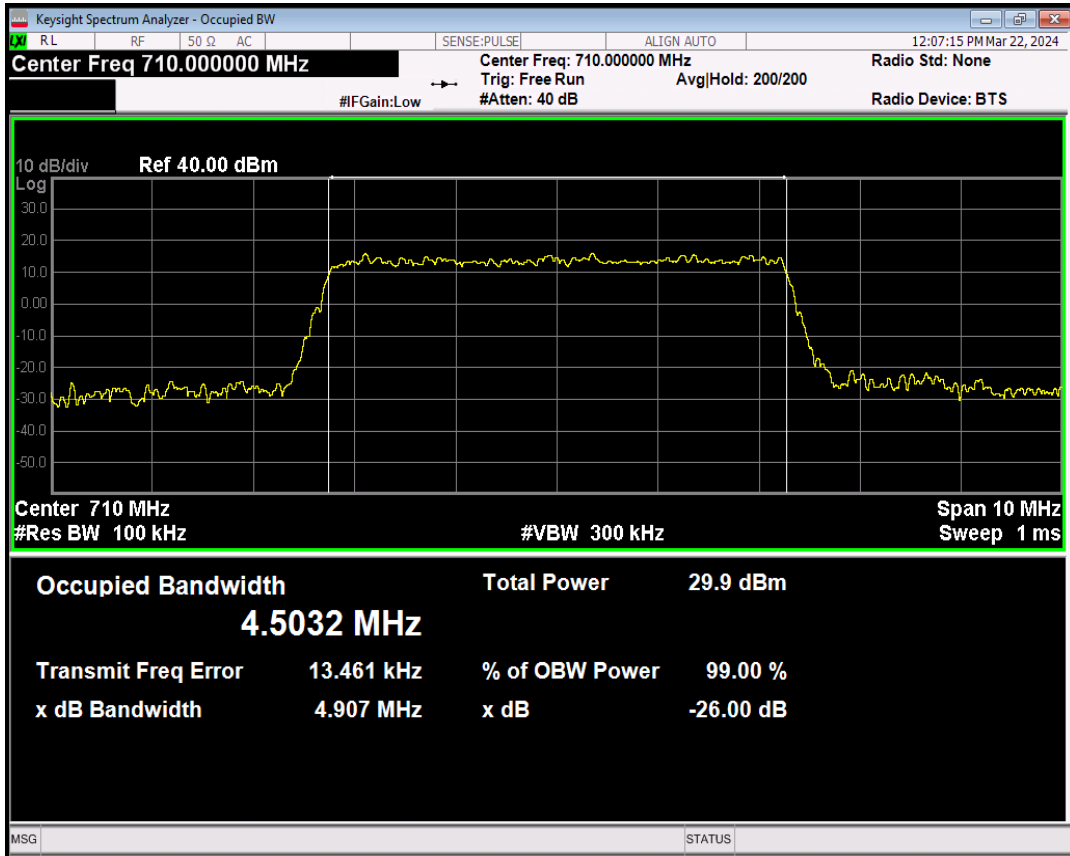 Keysight Spectrum Analyzer - Occupied BW
LXI RL RF 50 Ω AC SENSE:PULSE ALIGN AUTO 12:07:15 PM Mar 22, 2024
Center Freq 710.000000 MHz Center Freq: 710.000000 MHz Radio Std: None
Trig: Free Run Avg|Hold: 200/200
#IFGain:Low #Atten: 40 dB Radio Device: BTS
10 dB/div Ref 40.00 dBm
Log
30.0
20.0
10.0
0.00
-10.0
-20.0
-30.0
-40.0
-50.0
Center 710 MHz Span 10 MHz
#Res BW 100 kHz #VBW 300 kHz Sweep 1 ms
Occupied Bandwidth Total Power 29.9 dBm
4.5032 MHz
Transmit Freq Error 13.461 kHz % of OBW Power 99.00 %
x dB Bandwidth 4.907 MHz x dB -26.00 dB
MSG STATUS